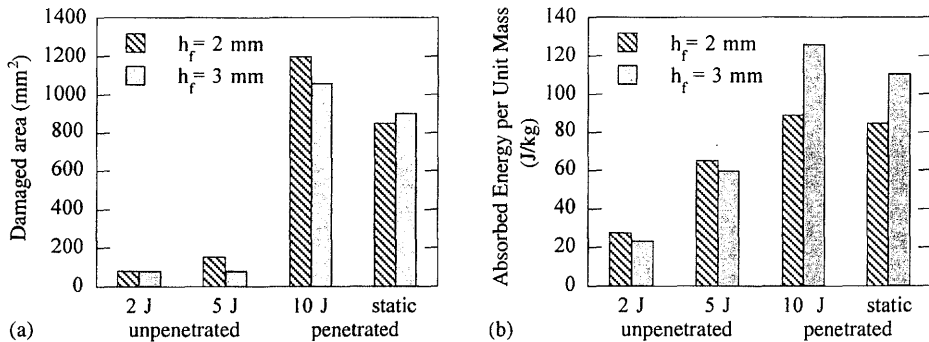 Damaged area (mm²)
1400
1200
1000
800
600
400
200
0
h_f = 2 mm
h_f = 3 mm
2 J
5 J
10 J
static
unpenetrated
penetrated
(a)
Absorbed Energy per Unit Mass
(J/kg)
140
120
100
80
60
40
20
0
h_f = 2 mm
h_f = 3 mm
2 J
5 J
10 J
static
unpenetrated
penetrated
(b)